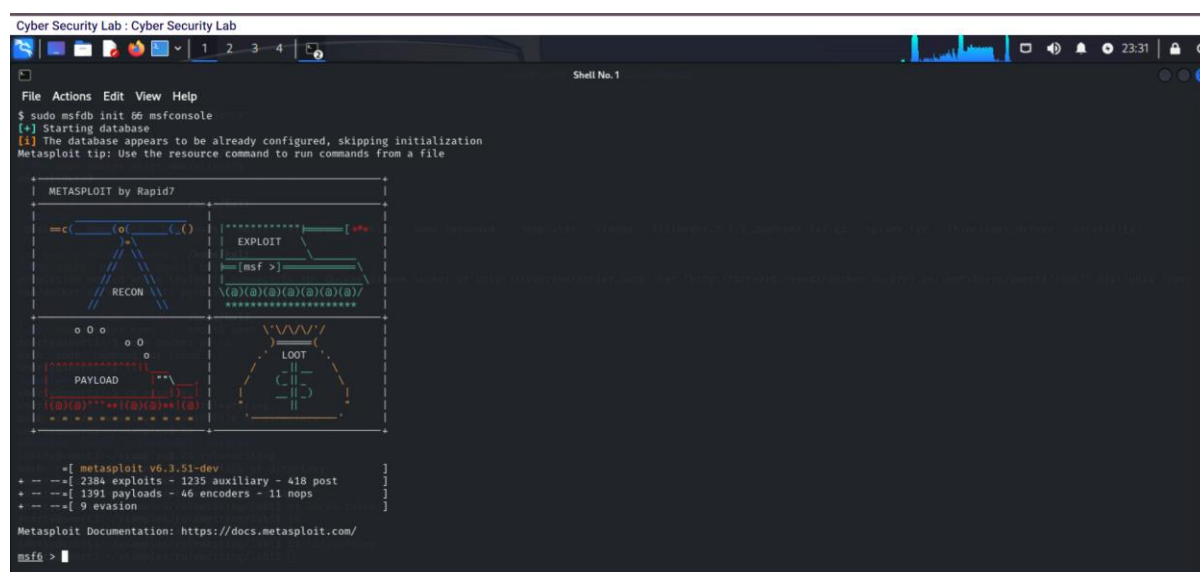 Cyber Security Lab : Cyber Security Lab
1 2 3 4 23:31
Shell No. 1
File Actions Edit View Help
$ sudo msfdb init && msfconsole
[+] Starting database
[i] The database appears to be already configured, skipping initialization
Metasploit tip: Use the resource command to run commands from a file
METASPLOIT by Rapid7
EXPLOIT
[msf >]
RECON
PAYLOAD
LOOT
=[ metasploit v6.3.51-dev ]
+ -- --=[ 2384 exploits - 1235 auxiliary - 418 post ]
+ -- --=[ 1391 payloads - 46 encoders - 11 nops ]
+ -- --=[ 9 evasion ]
Metasploit Documentation: https://docs.metasploit.com/
msf6 >